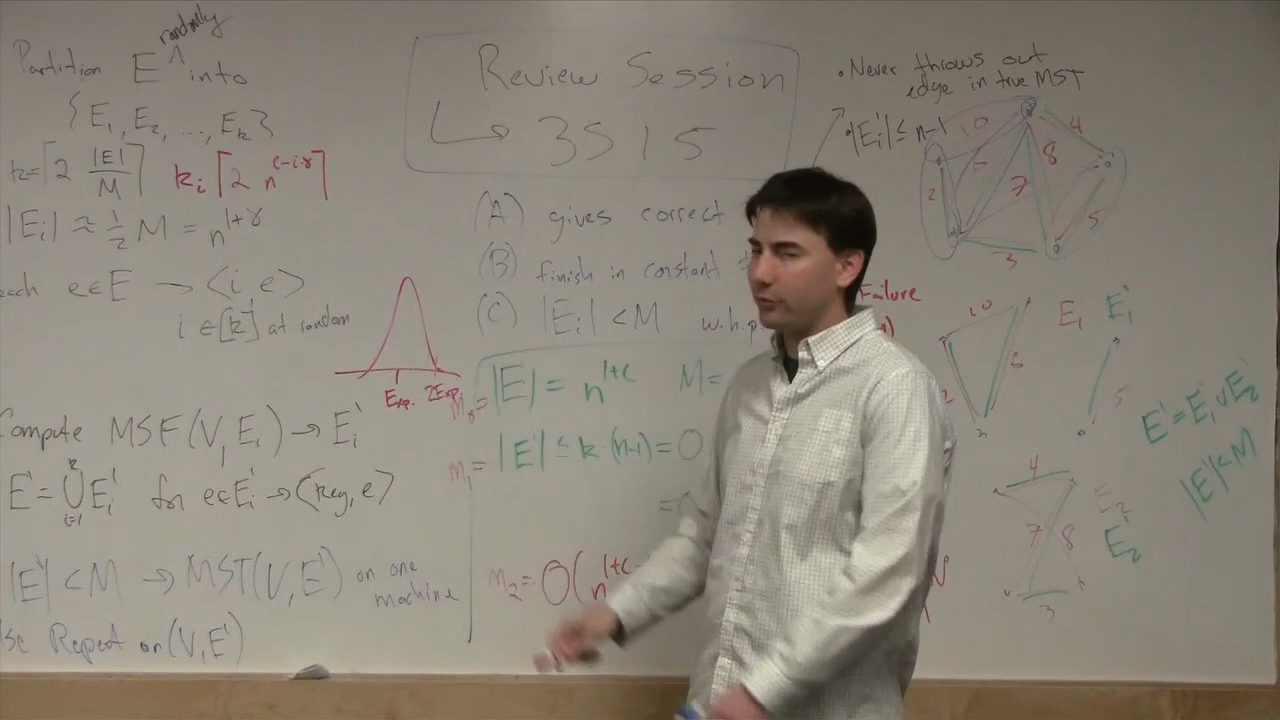 randomly
Partition E ^ into
{E₁, E₂, ..., Eₖ}
k=⌈2 |E|/M⌉ kᵢ⌈2 n^(c-i·γ)⌉
|Eᵢ| ≈ ½ M = n^(1+γ)
each e∈E → <i e>
i∈[k] at random
Compute MSF(V, Eᵢ) → Eᵢ'
E' = ⋃ᵢ₌₁ᵏ Eᵢ' for e∈Eᵢ' → <key, e>
|E'| < M → MST(V, E') on one
machine
Repeat on (V, E')
Review Session
↳ 3515
(A) gives correct
(B) finish in constant
(C) |Eᵢ| < M w.h.p
Exp. 2Exp.
m₀= |E| = n^(1+c) M=
m₁= |E'| ≤ k·(n-1) = O
m₂= O(n^(1+c
• Never throws out
edge in true MST
• |Eᵢ'| ≤ n-1
10
4
2
6
8
7
5
3
Failure
10 E₁ E₁'
2
6
5
E' = E₁' ∪ E₂'
|E'| < M
4
E₂
7 8
E₂'
3